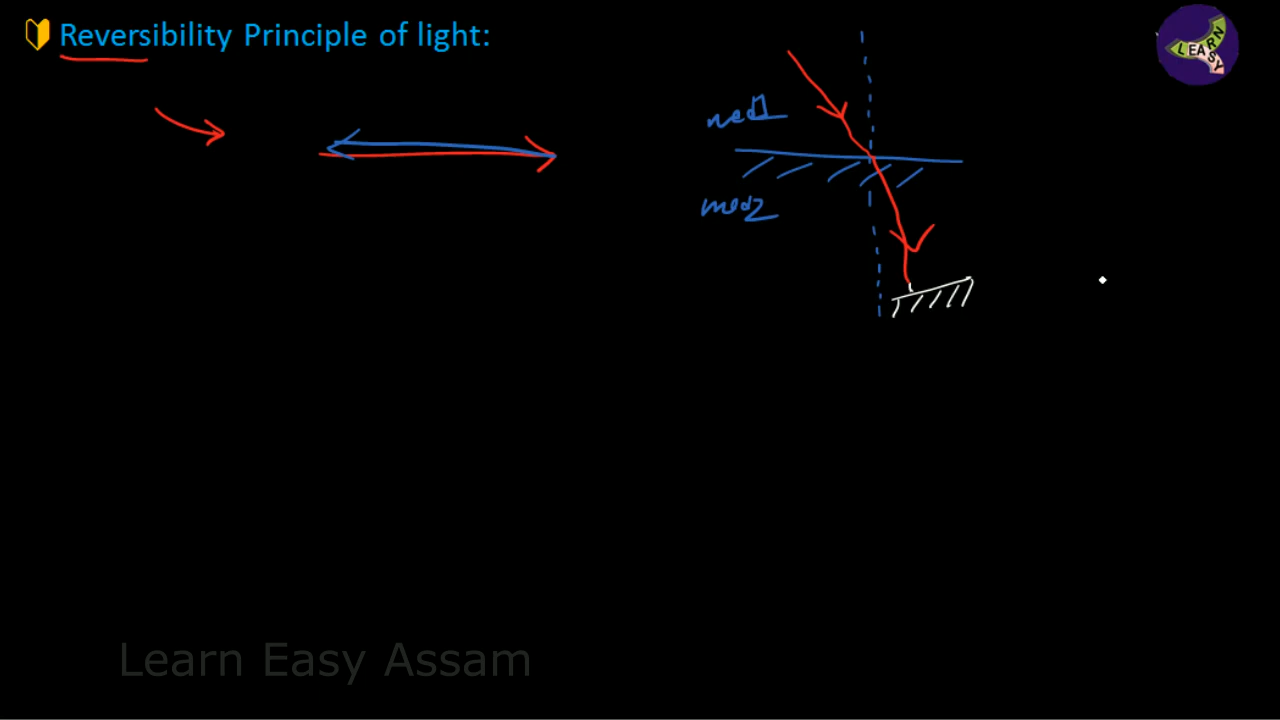 Reversibility Principle of light:
LEARN
EASY
med1
med2
Learn Easy Assam